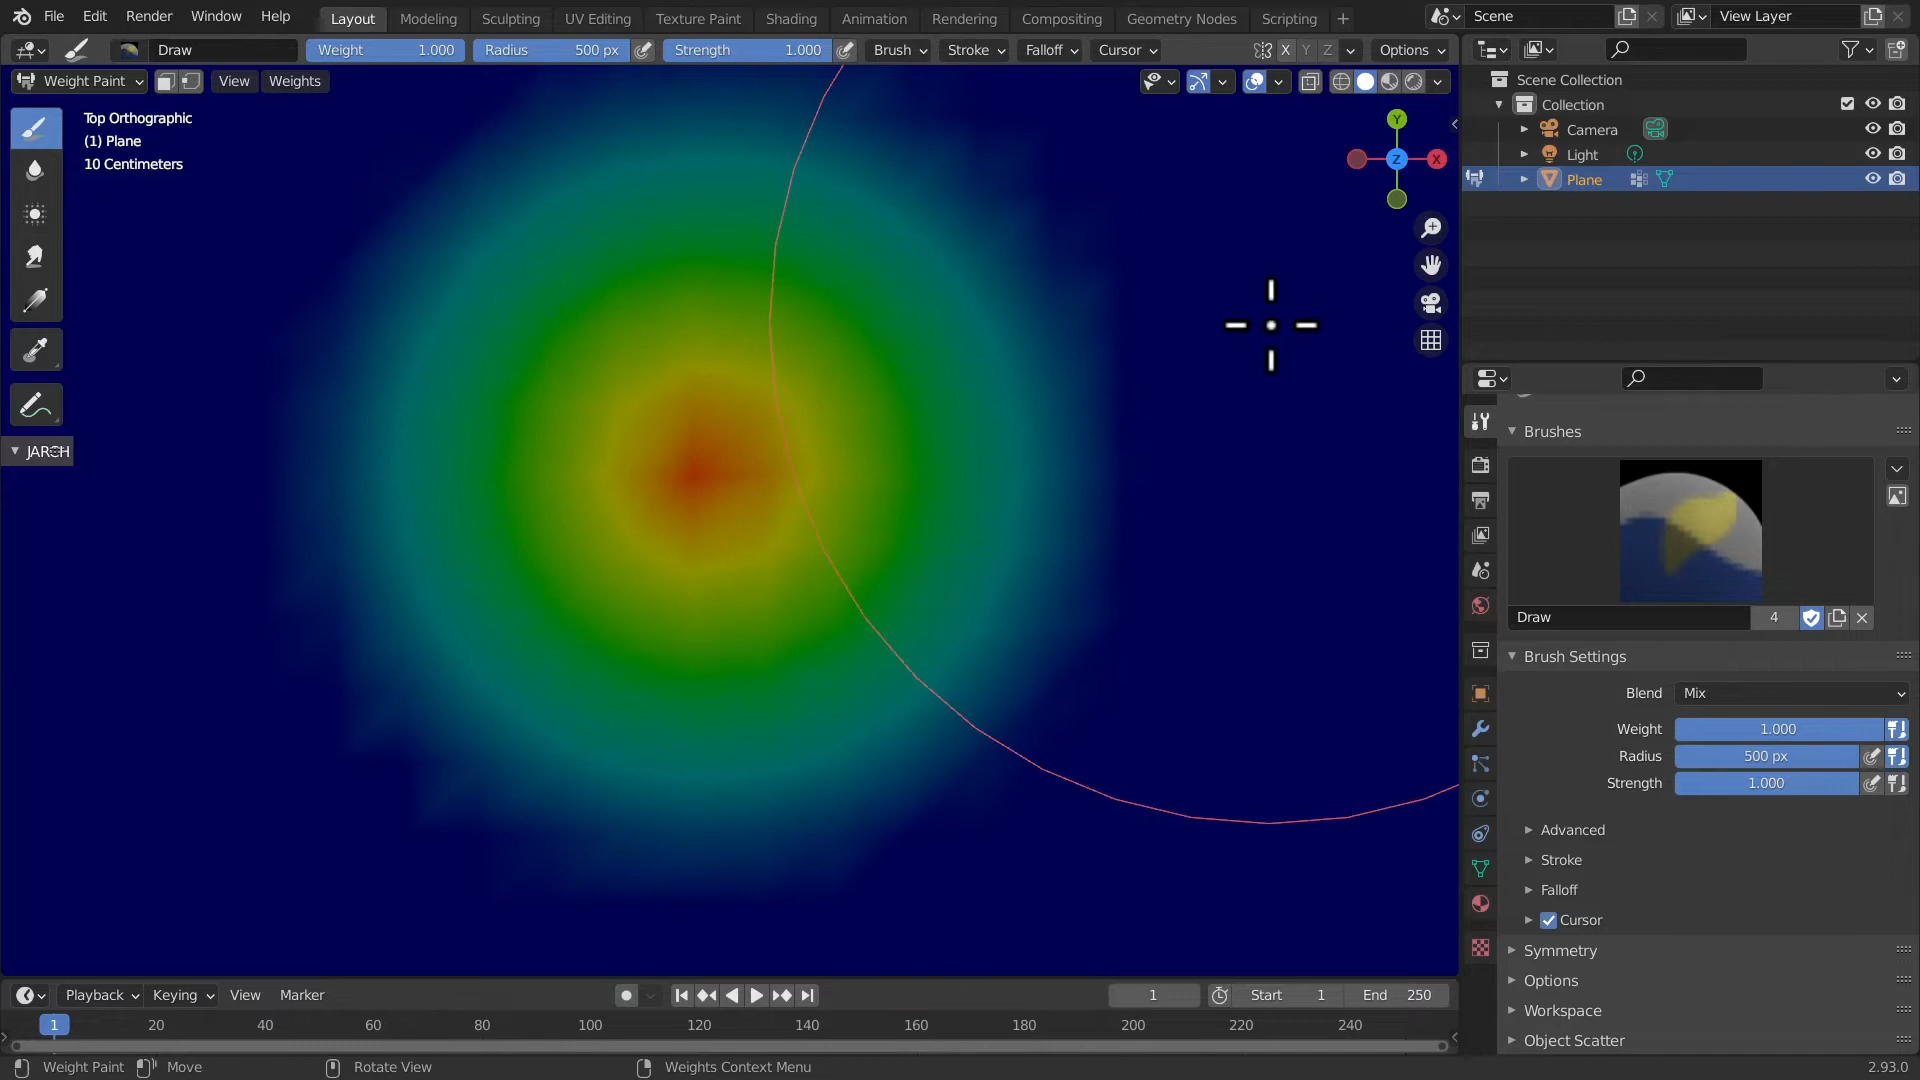 File Edit Render Window Help Layout Modeling Sculpting UV Editing Texture Paint Shading Animation Rendering Compositing Geometry Nodes Scripting + Scene View Layer
Draw Weight 1.000 Radius 500 px Strength 1.000 Brush Stroke Falloff Cursor X Y Z Options
Weight Paint View Weights
Top Orthographic
(1) Plane
10 Centimeters
Y
Z
X
JARCH
Scene Collection
Collection
Camera
Light
Plane
Brushes
Draw 4
Brush Settings
Blend Mix
Weight 1.000
Radius 500 px
Strength 1.000
Advanced
Stroke
Falloff
Cursor
Symmetry
Options
Workspace
Object Scatter
Playback Keying View Marker 1 Start 1 End 250
1 20 40 60 80 100 120 140 160 180 200 220 240
Weight Paint Move Rotate View Weights Context Menu 2.93.0